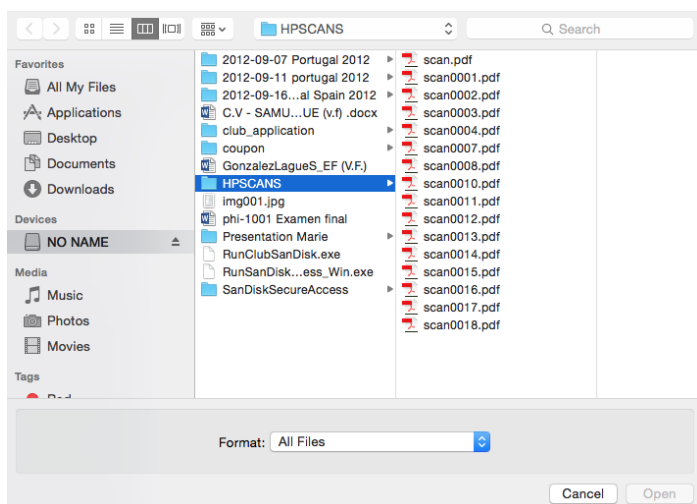 HPSCANS
Search
Favorites
All My Files
Applications
Desktop
Documents
Downloads
Devices
NO NAME
Media
Music
Photos
Movies
Tags
Red
2012-09-07 Portugal 2012
2012-09-11 portugal 2012
2012-09-16...al Spain 2012
C.V - SAMU...UE (v.f) .docx
club_application
coupon
GonzalezLagueS_EF (V.F.)
HPSCANS
img001.jpg
phi-1001 Examen final
Presentation Marie
RunClubSanDisk.exe
RunSanDisk...ess_Win.exe
SanDiskSecureAccess
scan.pdf
scan0001.pdf
scan0002.pdf
scan0003.pdf
scan0004.pdf
scan0007.pdf
scan0008.pdf
scan0010.pdf
scan0011.pdf
scan0012.pdf
scan0013.pdf
scan0014.pdf
scan0015.pdf
scan0016.pdf
scan0017.pdf
scan0018.pdf
Format: All Files
Cancel Open